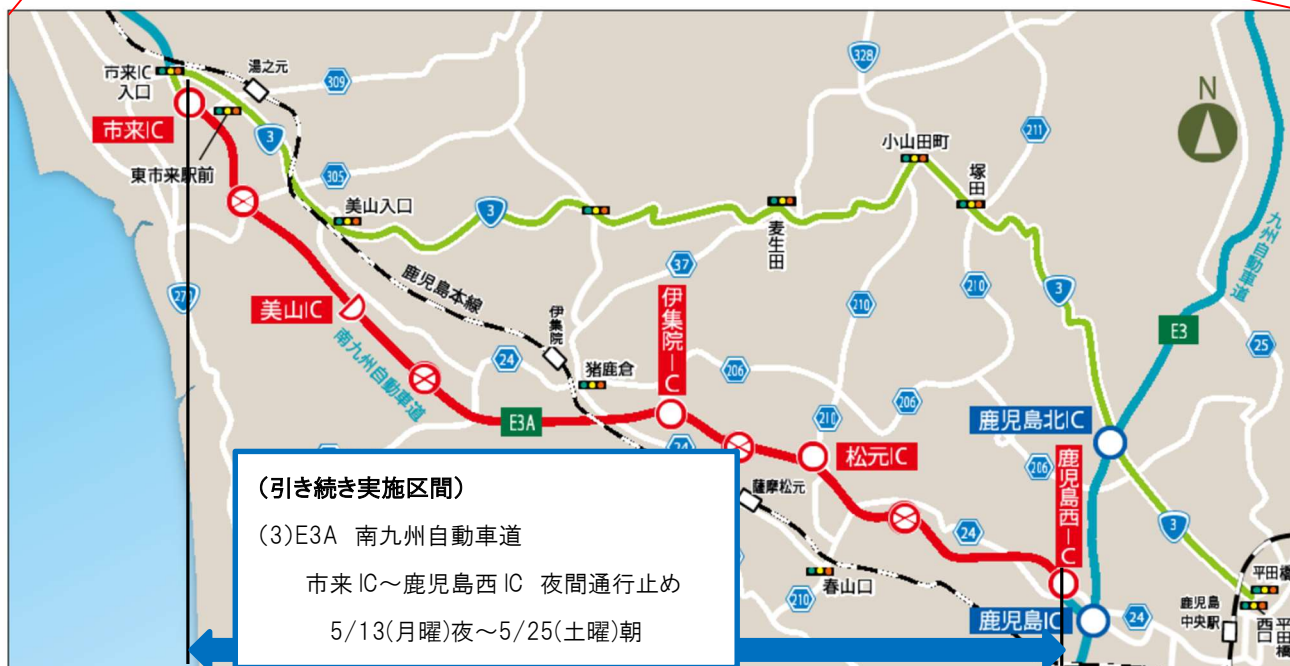 328
N
市来IC
入口
湯之元
309
211
市来IC
3
小山田町
塚田
東市来駅前
305
美山入口
3
麦生田
九州自動車道
37
210
210
3
鹿児島本線
伊集院IC
E3
美山IC
南九州自動車道
伊集院
25
24
猪鹿倉
206
206
210
E3A
鹿児島北IC
24
松元IC
206
鹿児島西IC
薩摩松元
24
3
春山口
210
鹿児島IC
24
平田橋
鹿児島
中央駅
西口
平田橋
(引き続き実施区間)
(3)E3A 南九州自動車道
市来IC～鹿児島西IC 夜間通行止め
5/13(月曜)夜～5/25(土曜)朝